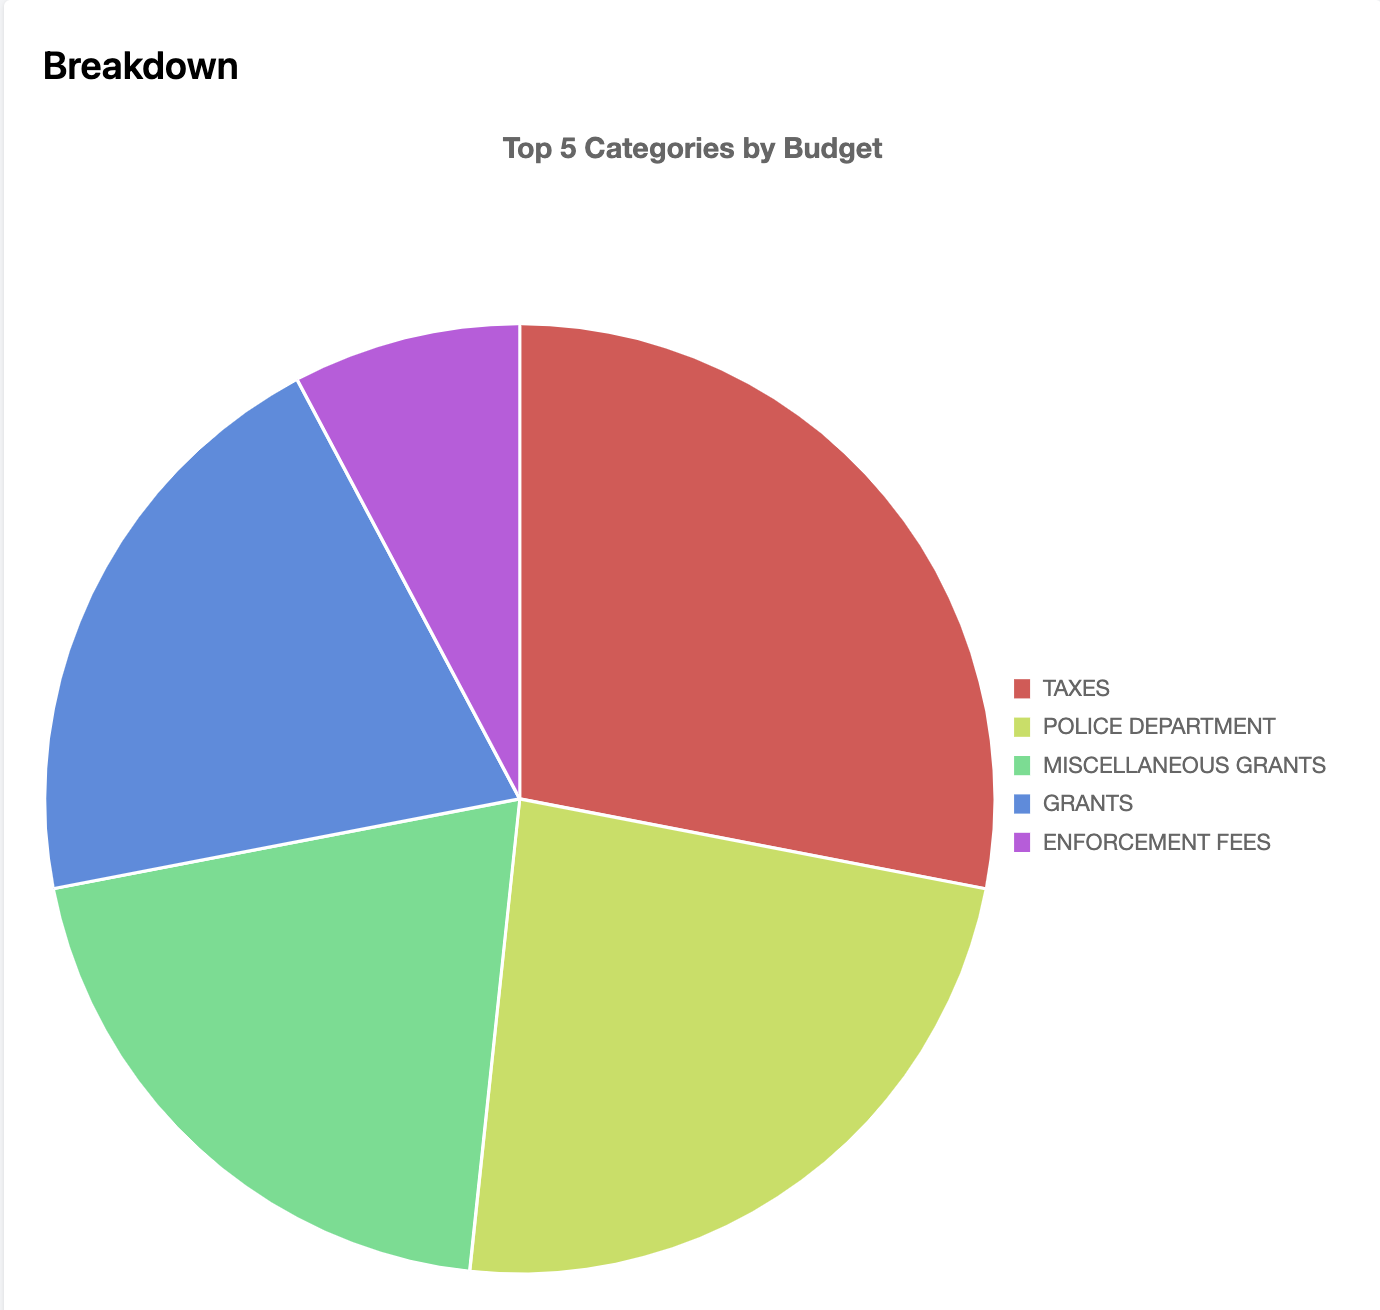 Breakdown
Top 5 Categories by Budget
TAXES
POLICE DEPARTMENT
MISCELLANEOUS GRANTS
GRANTS
ENFORCEMENT FEES